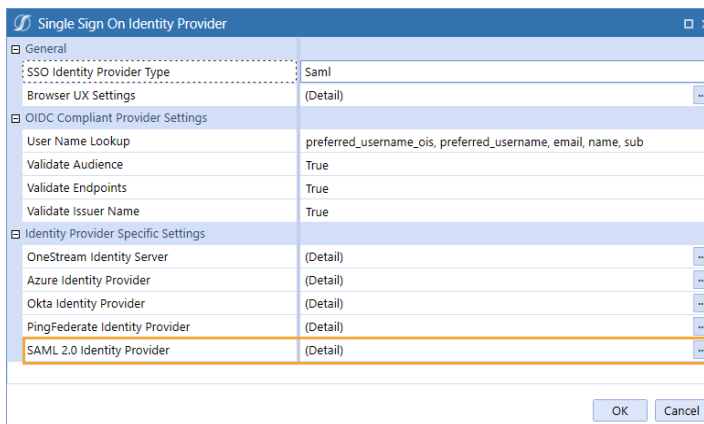 Single Sign On Identity Provider
General
SSO Identity Provider Type Saml
Browser UX Settings (Detail) ...
OIDC Compliant Provider Settings
User Name Lookup preferred_username_ois, preferred_username, email, name, sub
Validate Audience True
Validate Endpoints True
Validate Issuer Name True
Identity Provider Specific Settings
OneStream Identity Server (Detail) ...
Azure Identity Provider (Detail) ...
Okta Identity Provider (Detail) ...
PingFederate Identity Provider (Detail) ...
SAML 2.0 Identity Provider (Detail) ...
OK Cancel